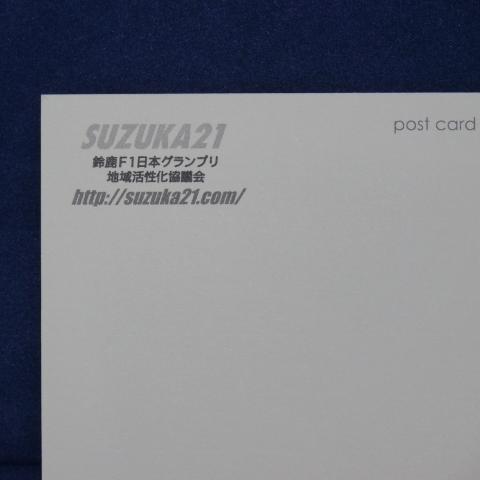 SUZUKA21
鈴鹿F1日本グランプリ
地域活性化協議会
http://suzuka21.com/
post card